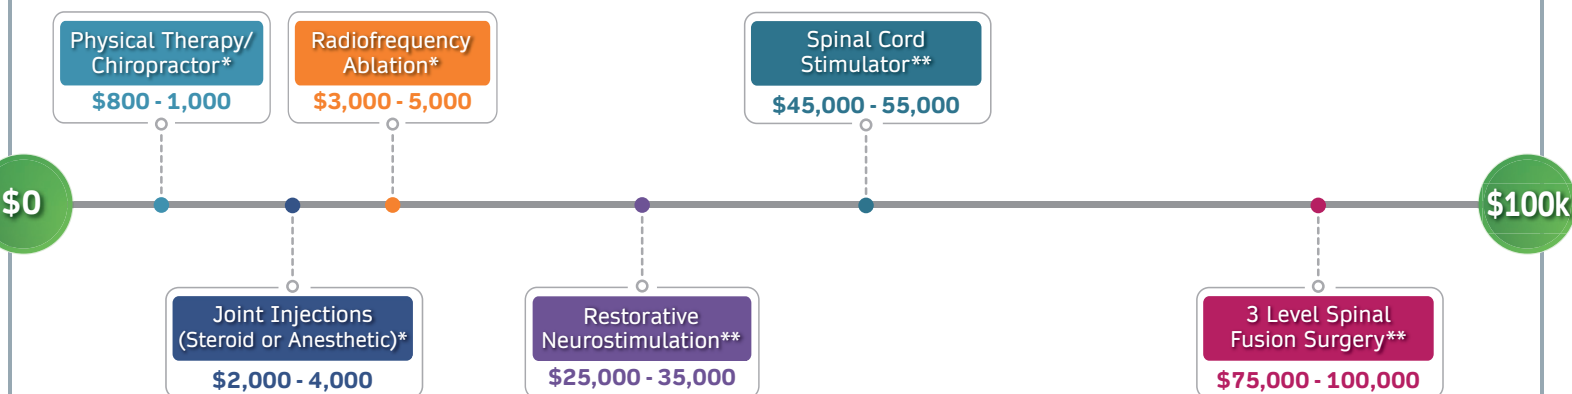 Physical Therapy/
Chiropractor*
$800 - 1,000
Radiofrequency
Ablation*
$3,000 - 5,000
Spinal Cord
Stimulator**
$45,000 - 55,000
$0
$100k
Joint Injections
(Steroid or Anesthetic)*
$2,000 - 4,000
Restorative
Neurostimulation**
$25,000 - 35,000
3 Level Spinal
Fusion Surgery**
$75,000 - 100,000